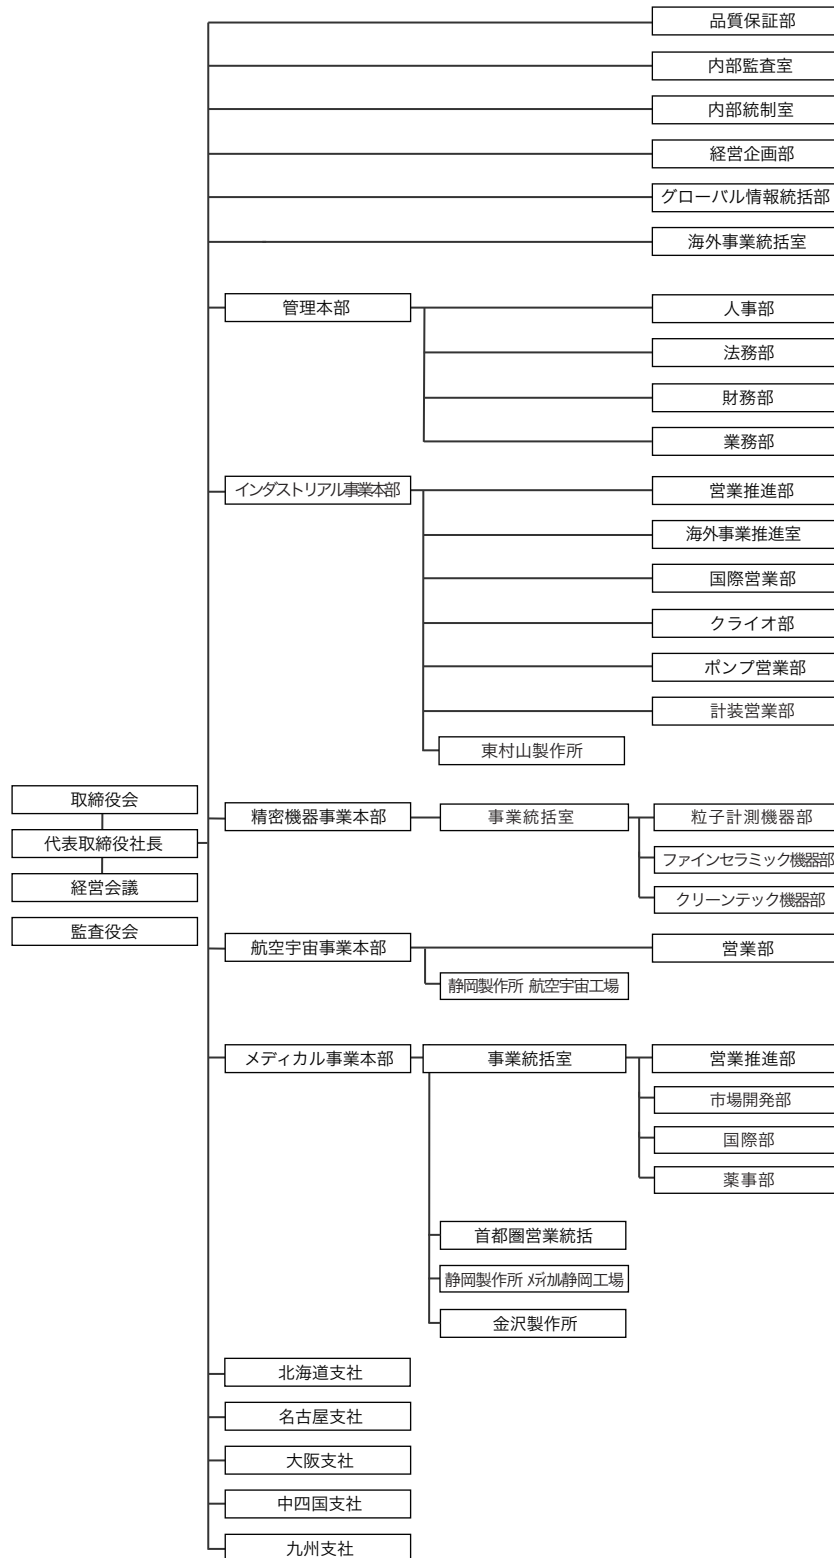 品質保証部
内部監査室
内部統制室
経営企画部
グローバル情報統括部
海外事業統括室
管理本部
人事部
法務部
財務部
業務部
インダストリアル事業本部
営業推進部
海外事業推進室
国際営業部
クライオ部
ポンプ営業部
計装営業部
東村山製作所
取締役会
代表取締役社長
経営会議
監査役会
精密機器事業本部
事業統括室
粒子計測機器部
ファインセラミック機器部
クリーンテック機器部
航空宇宙事業本部
営業部
静岡製作所 航空宇宙工場
メディカル事業本部
事業統括室
営業推進部
市場開発部
国際部
薬事部
首都圏営業統括
静岡製作所 メディカル静岡工場
金沢製作所
北海道支社
名古屋支社
大阪支社
中四国支社
九州支社